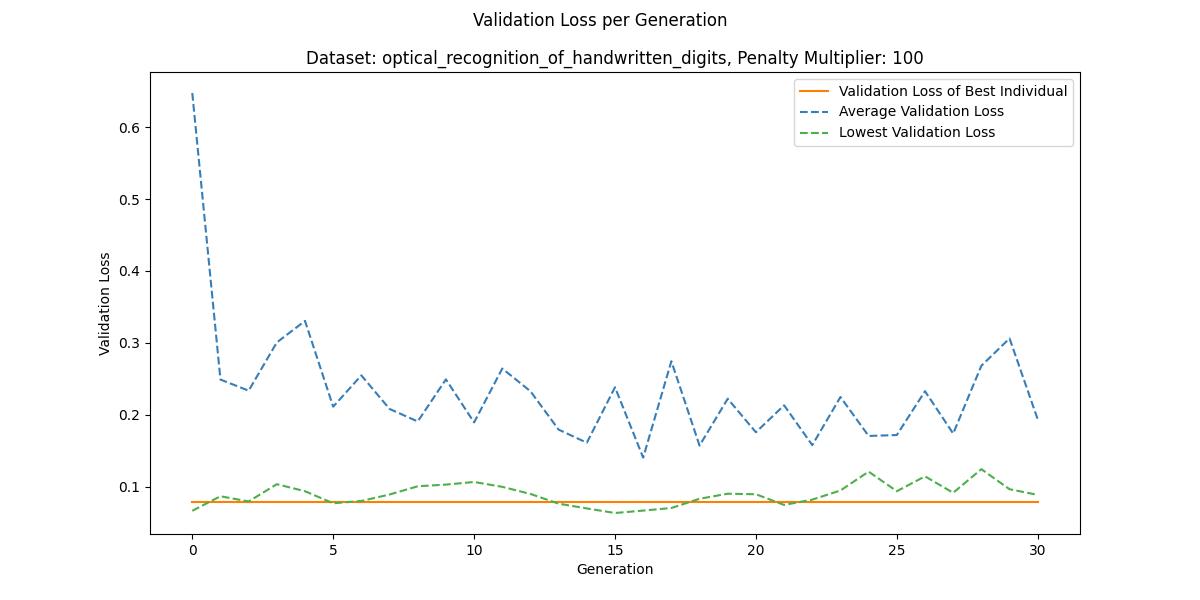 Validation Loss per Generation
Dataset: optical_recognition_of_handwritten_digits, Penalty Multiplier: 100
Validation Loss of Best Individual
Average Validation Loss
Lowest Validation Loss
Validation Loss
0.6
0.5
0.4
0.3
0.2
0.1
0 5 10 15 20 25 30
Generation